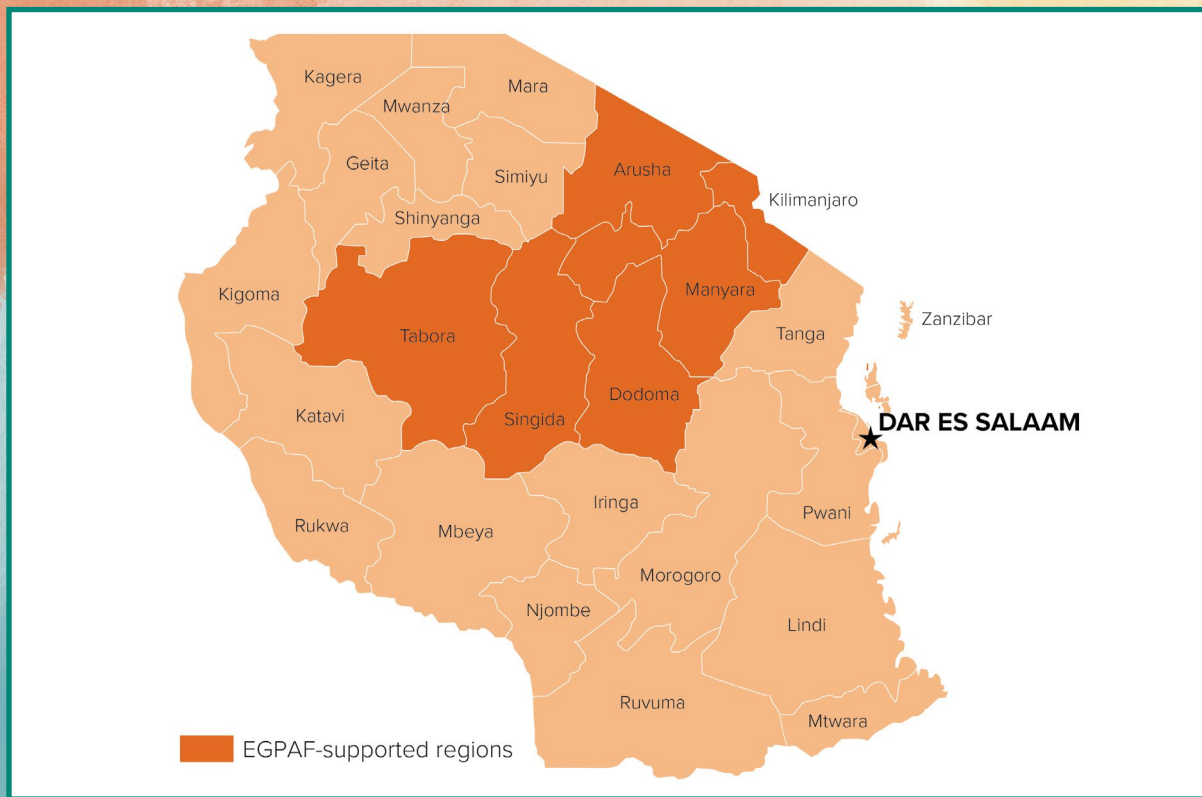 Kagera
Mara
Mwanza
Geita
Simiyu
Arusha
Kilimanjaro
Shinyanga
Kigoma
Manyara
Zanzibar
Tabora
Tanga
Katavi
Singida
Dodoma
DAR ES SALAAM
Rukwa
Mbeya
Iringa
Pwani
Morogoro
Njombe
Lindi
Ruvuma
Mtwara
EGPAF-supported regions